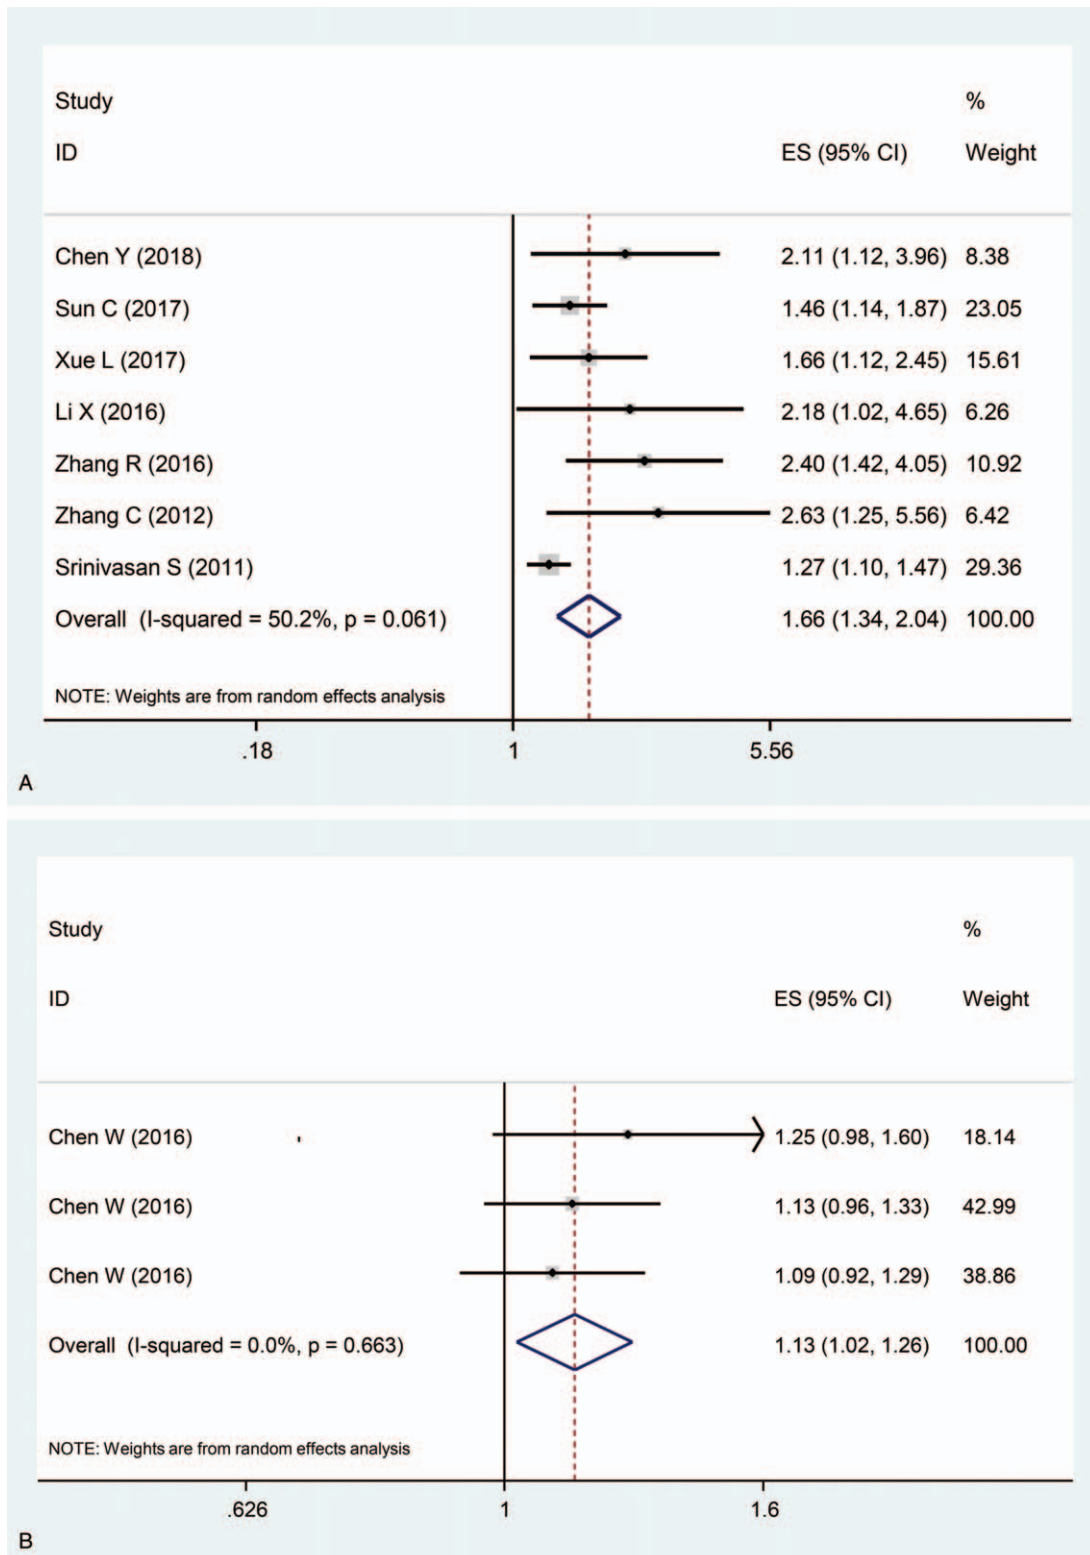 Study %
ID ES (95% CI) Weight
Chen Y (2018) 2.11 (1.12, 3.96) 8.38
Sun C (2017) 1.46 (1.14, 1.87) 23.05
Xue L (2017) 1.66 (1.12, 2.45) 15.61
Li X (2016) 2.18 (1.02, 4.65) 6.26
Zhang R (2016) 2.40 (1.42, 4.05) 10.92
Zhang C (2012) 2.63 (1.25, 5.56) 6.42
Srinivasan S (2011) 1.27 (1.10, 1.47) 29.36
Overall (I-squared = 50.2%, p = 0.061) 1.66 (1.34, 2.04) 100.00
NOTE: Weights are from random effects analysis
.18 1 5.56
A
Study %
ID ES (95% CI) Weight
Chen W (2016) 1.25 (0.98, 1.60) 18.14
Chen W (2016) 1.13 (0.96, 1.33) 42.99
Chen W (2016) 1.09 (0.92, 1.29) 38.86
Overall (I-squared = 0.0%, p = 0.663) 1.13 (1.02, 1.26) 100.00
NOTE: Weights are from random effects analysis
.626 1 1.6
B